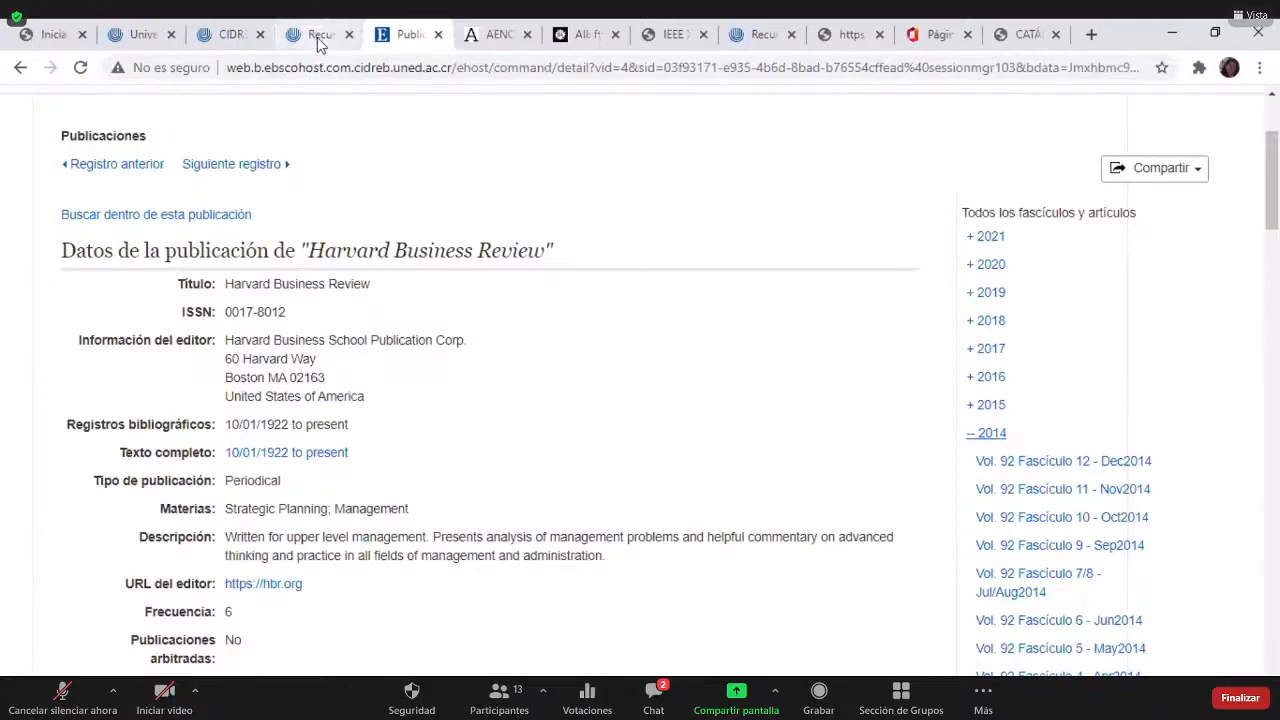 Vista
Inicia
Unive
CIDRE
Recu
Public
AENC
All: f
IEEE X
Recu
https
Págin
CATÁ
No es seguro
web.b.ebscohost.com.cidreb.uned.ac.cr/ehost/command/detail?vid=4&sid=03f93171-e935-4b6d-8bad-b76554cffead%40sessionmgr103&bdata=Jmxhbmc9...
Publicaciones
Registro anterior Siguiente registro
Compartir
Buscar dentro de esta publicación
Datos de la publicación de "Harvard Business Review"
Título: Harvard Business Review
ISSN: 0017-8012
Información del editor: Harvard Business School Publication Corp.
60 Harvard Way
Boston MA 02163
United States of America
Registros bibliográficos: 10/01/1922 to present
Texto completo: 10/01/1922 to present
Tipo de publicación: Periodical
Materias: Strategic Planning; Management
Descripción: Written for upper level management. Presents analysis of management problems and helpful commentary on advanced
thinking and practice in all fields of management and administration.
URL del editor: https://hbr.org
Frecuencia: 6
Publicaciones No
arbitradas:
Todos los fascículos y artículos
+ 2021
+ 2020
+ 2019
+ 2018
+ 2017
+ 2016
+ 2015
-- 2014
Vol. 92 Fascículo 12 - Dec2014
Vol. 92 Fascículo 11 - Nov2014
Vol. 92 Fascículo 10 - Oct2014
Vol. 92 Fascículo 9 - Sep2014
Vol. 92 Fascículo 7/8 -
Jul/Aug2014
Vol. 92 Fascículo 6 - Jun2014
Vol. 92 Fascículo 5 - May2014
Vol. 92 Fascículo 4 - Apr2014
Cancelar silenciar ahora
Iniciar video
Seguridad
13
Participantes
Votaciones
2
Chat
Compartir pantalla
Grabar
Sección de Grupos
Más
Finalizar